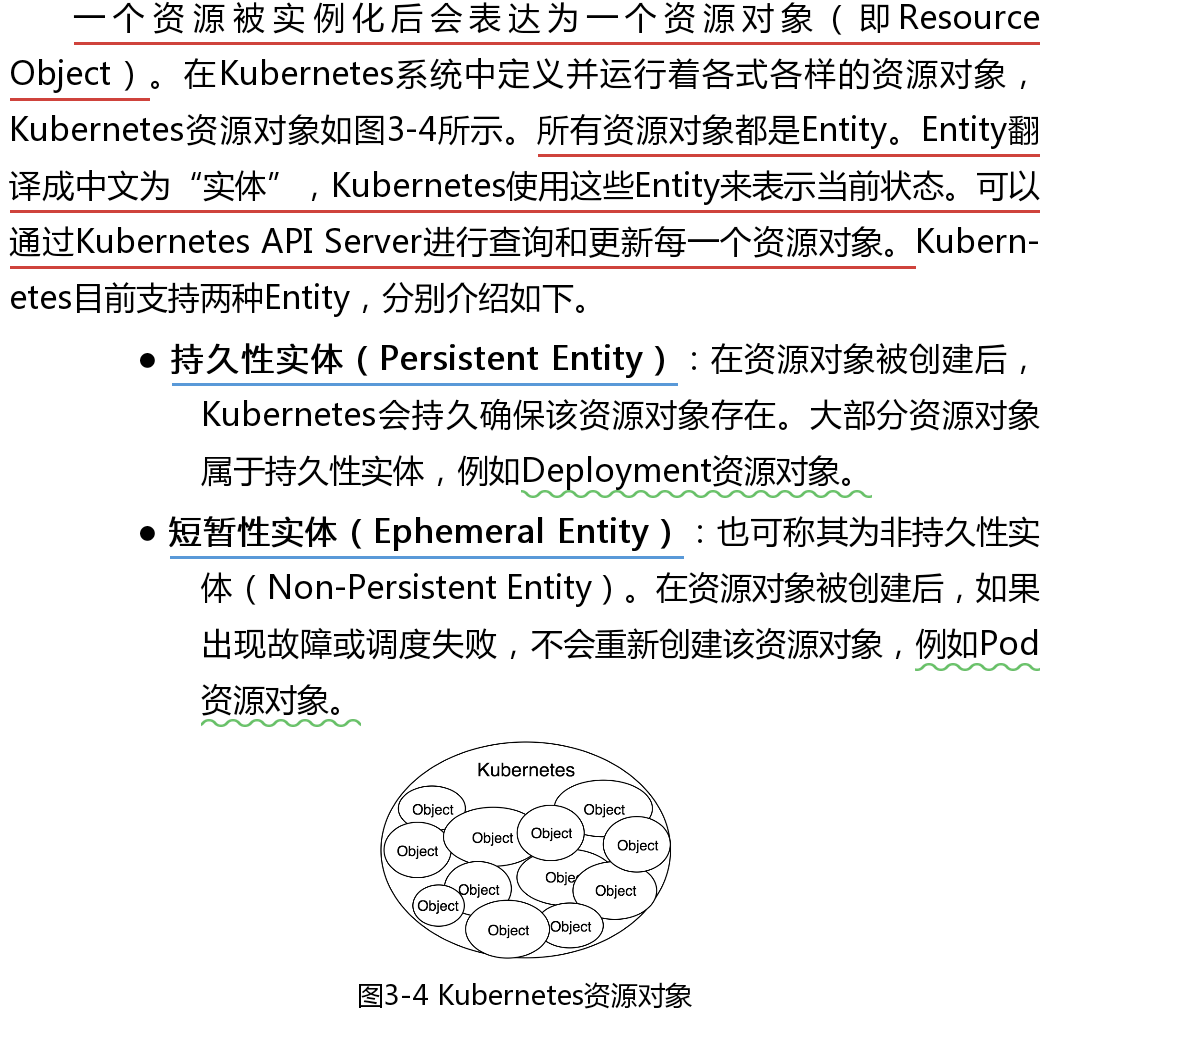 一个资源被实例化后会表达为一个资源对象（即Resource
Object）。在Kubernetes系统中定义并运行着各式各样的资源对象，
Kubernetes资源对象如图3-4所示。所有资源对象都是Entity。Entity翻
译成中文为“实体”，Kubernetes使用这些Entity来表示当前状态。可以
通过Kubernetes API Server进行查询和更新每一个资源对象。Kubern-
etes目前支持两种Entity，分别介绍如下。
● 持久性实体（Persistent Entity）：在资源对象被创建后，
Kubernetes会持久确保该资源对象存在。大部分资源对象
属于持久性实体，例如Deployment资源对象。
● 短暂性实体（Ephemeral Entity）：也可称其为非持久性实
体（Non-Persistent Entity）。在资源对象被创建后，如果
出现故障或调度失败，不会重新创建该资源对象，例如Pod
资源对象。
Kubernetes
Object
Object
Object
Object
Object
Object
Object
Object
Objec
Object
Object
Object
Object
图3-4 Kubernetes资源对象